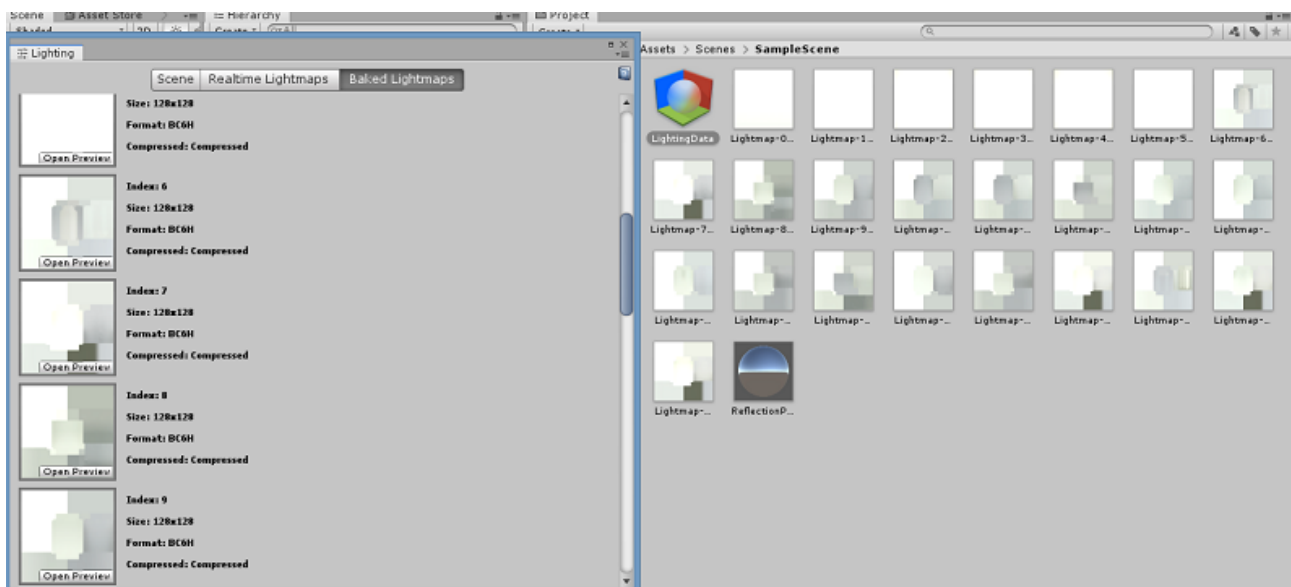 Scene Asset Store Hierarchy Project
Shaded 2D Create
Lighting
Assets > Scenes > SampleScene
Scene Realtime Lightmaps Baked Lightmaps
Size: 128x128
Format: BC6H
Compressed: Compressed
Open Preview
Index: 6
Size: 128x128
Format: BC6H
Compressed: Compressed
Open Preview
Index: 7
Size: 128x128
Format: BC6H
Compressed: Compressed
Open Preview
Index: 8
Size: 128x128
Format: BC6H
Compressed: Compressed
Open Preview
Index: 9
Size: 128x128
Format: BC6H
Compressed: Compressed
Open Preview
LightingData Lightmap-0... Lightmap-1... Lightmap-2... Lightmap-3... Lightmap-4... Lightmap-5... Lightmap-6...
Lightmap-7... Lightmap-8... Lightmap-9... Lightmap-... Lightmap-... Lightmap-... Lightmap-... Lightmap-...
Lightmap-... Lightmap-... Lightmap-... Lightmap-... Lightmap-... Lightmap-... Lightmap-... Lightmap-...
Lightmap-... ReflectionP...